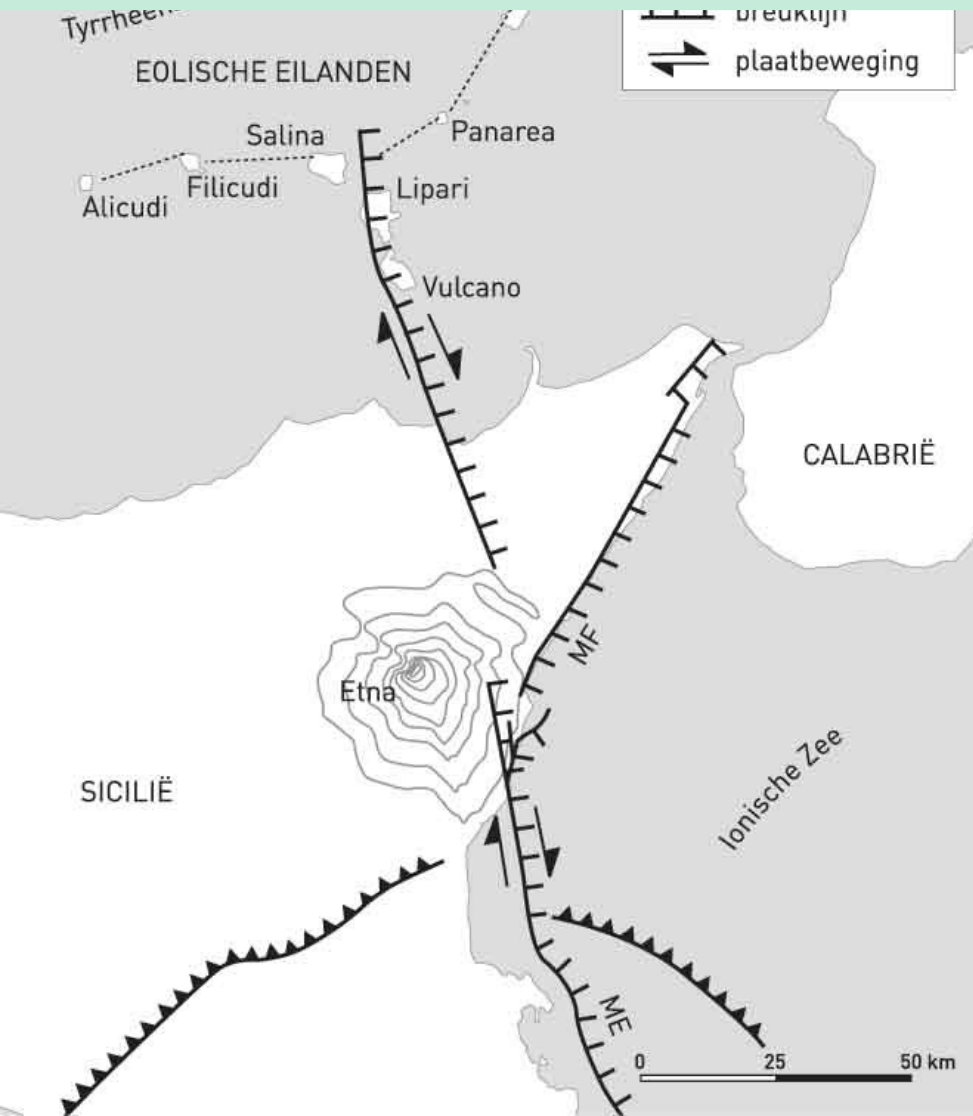 Tyrrheen
breuklijn
EOLISCHE EILANDEN
plaatbeweging
Salina
Panarea
Filicudi
Lipari
Alicudi
Vulcano
CALABRIË
MF
Etna
Ionische Zee
SICILIË
ME
0 25 50 km